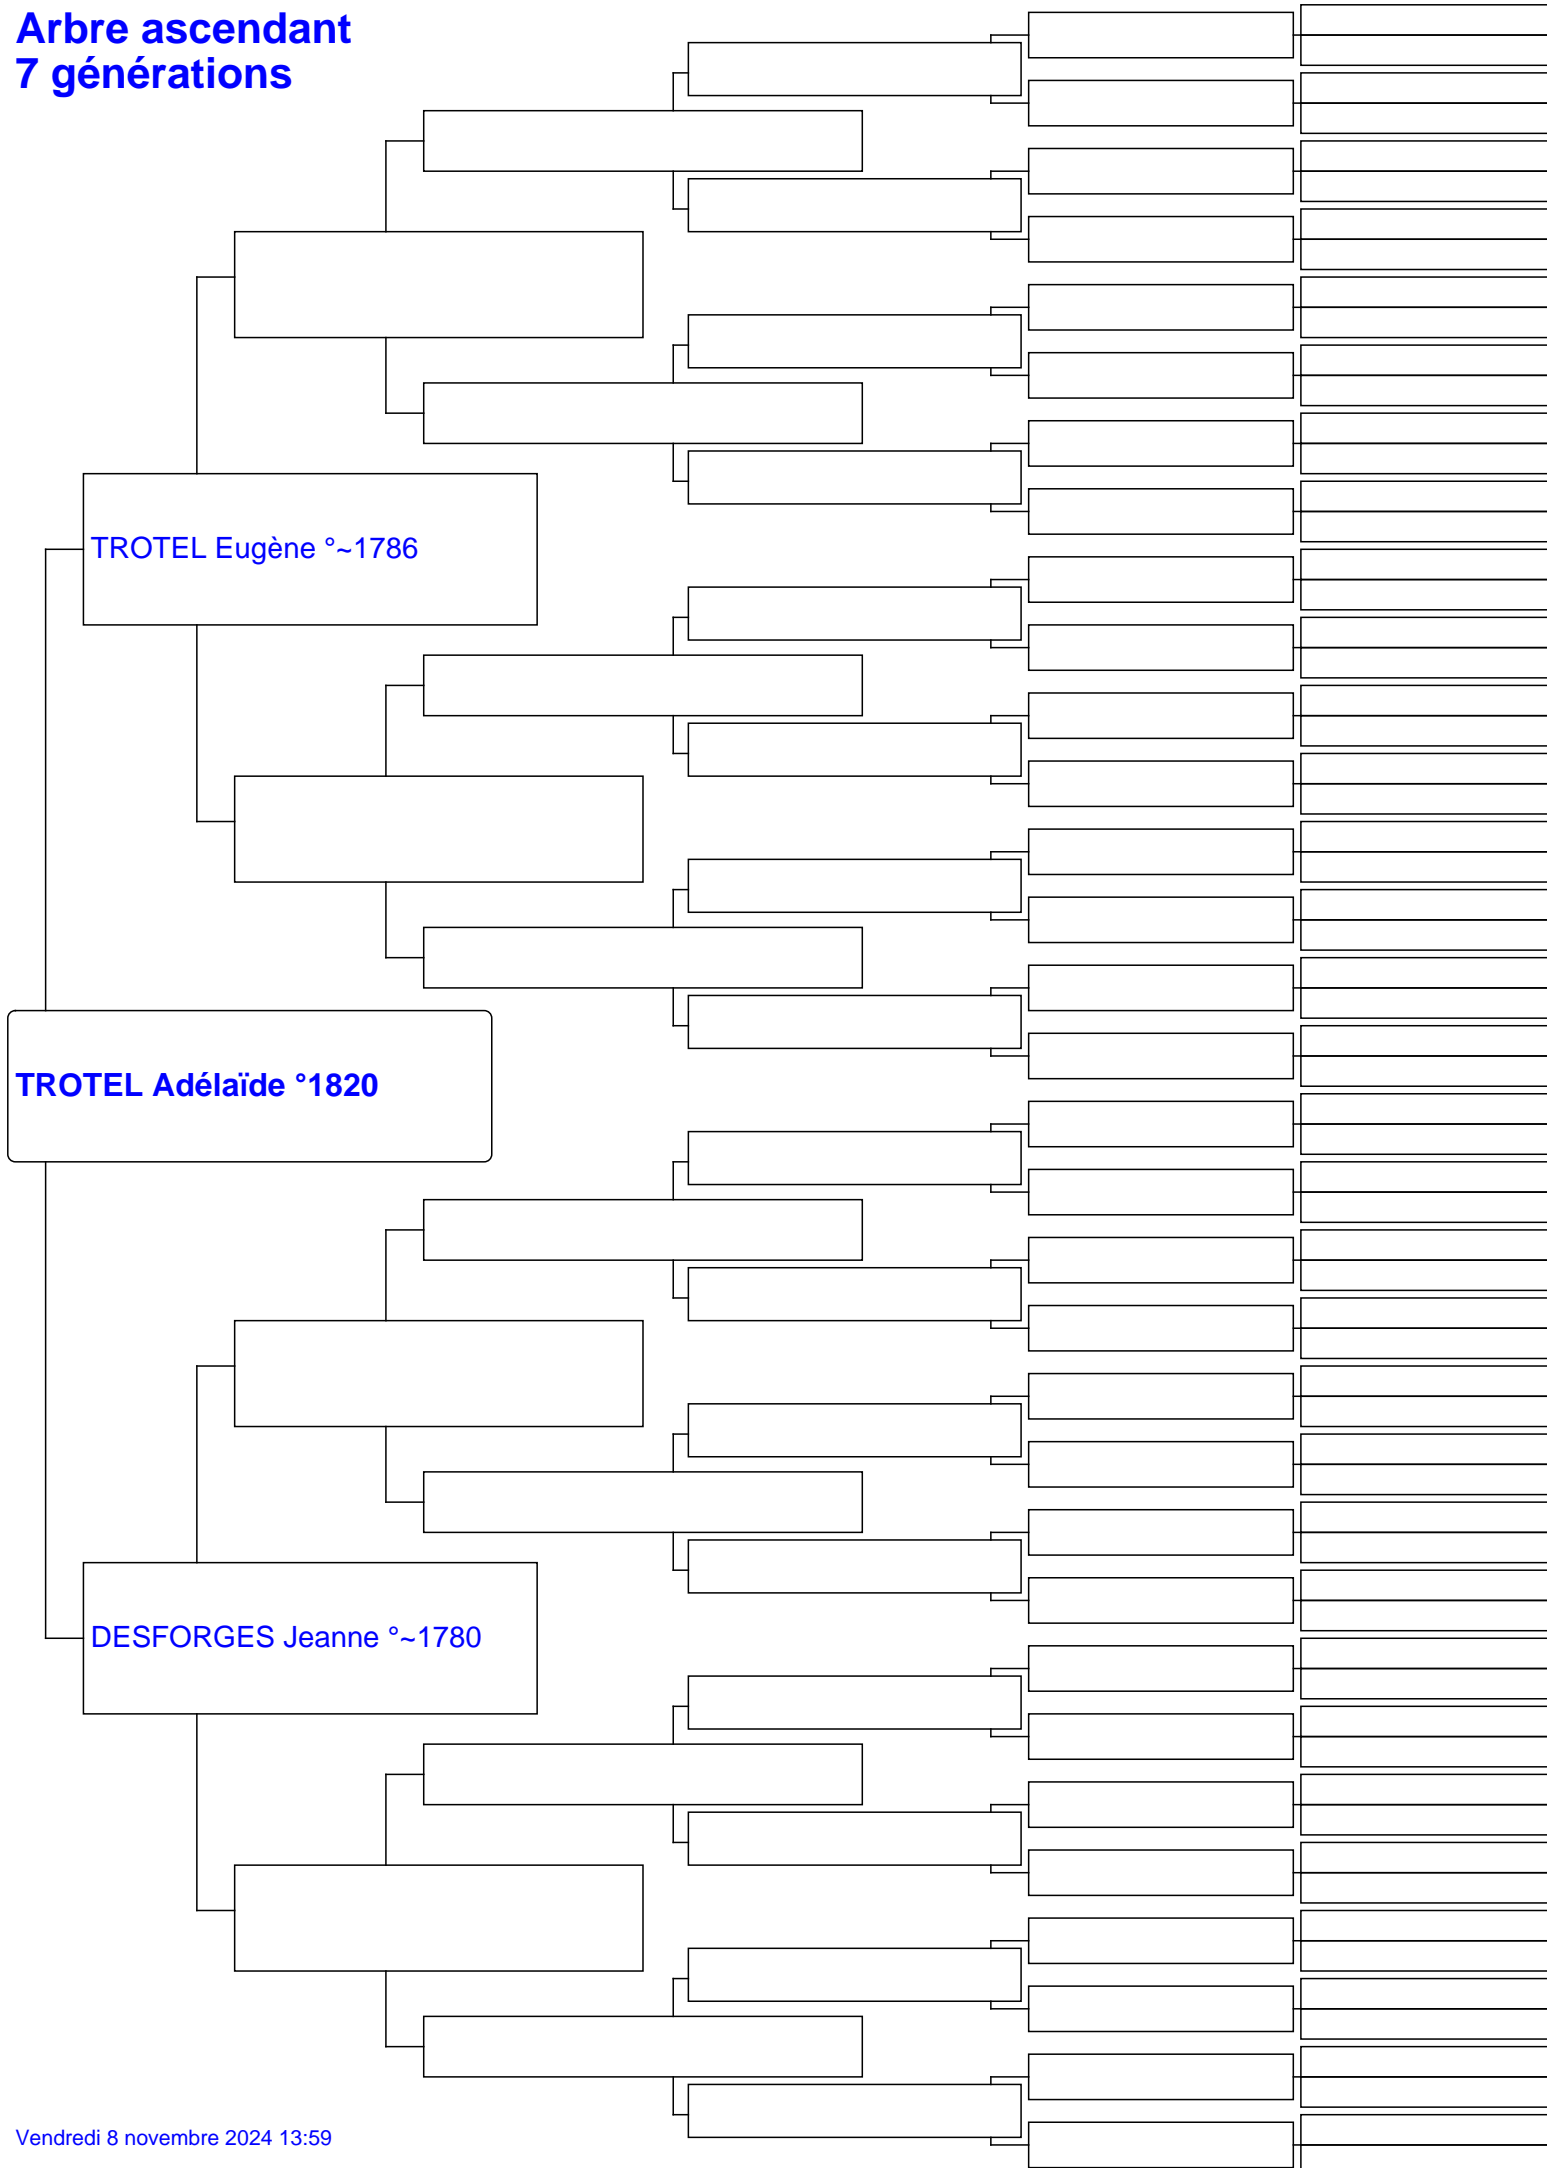 Arbre ascendant
7 générations
TROTEL Eugène °~1786
TROTEL Adélaïde °1820
DESFORGES Jeanne °~1780
Vendredi 8 novembre 2024 13:59